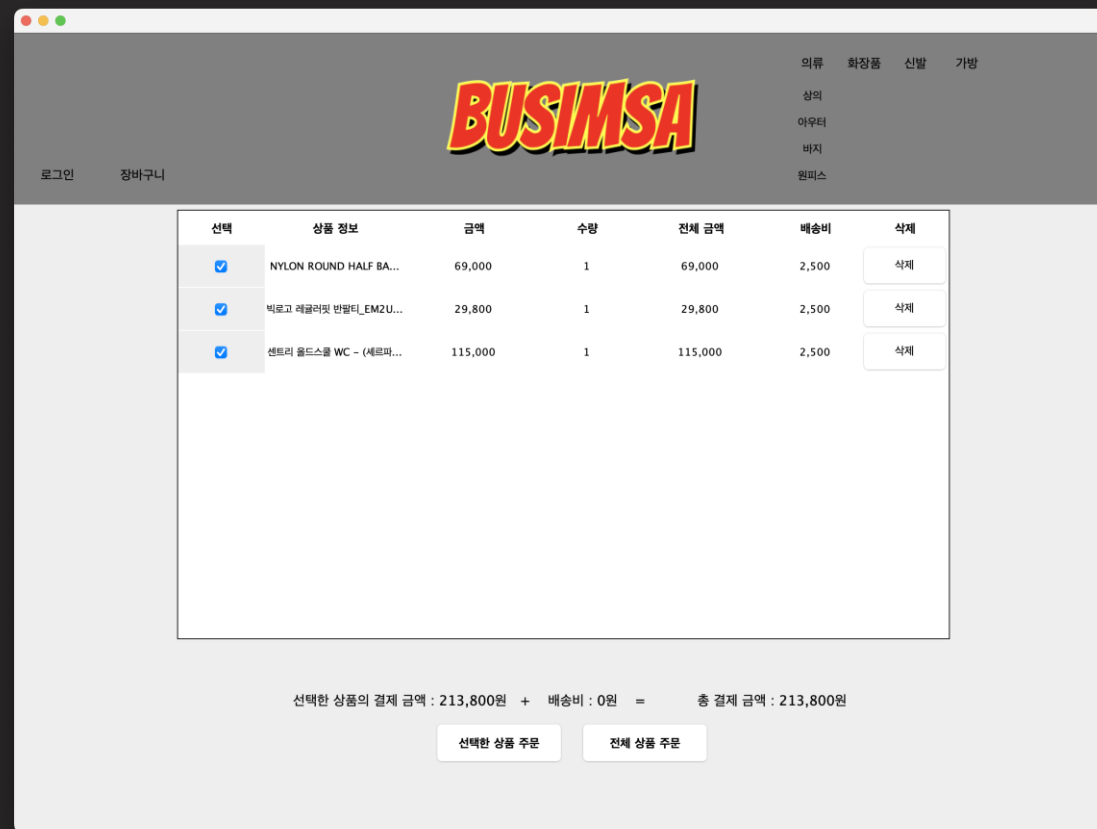 의류 화장품 신발 가방
BUSIMSA
상의
아우터
바지
원피스
로그인 장바구니
선택 상품 정보 금액 수량 전체 금액 배송비 삭제
NYLON ROUND HALF BA... 69,000 1 69,000 2,500 삭제
빅로고 레귤러핏 반팔티_EM2U... 29,800 1 29,800 2,500 삭제
센트리 올드스쿨 WC - (셰르파... 115,000 1 115,000 2,500 삭제
선택한 상품의 결제 금액 : 213,800원 + 배송비 : 0원 = 총 결제 금액 : 213,800원
선택한 상품 주문 전체 상품 주문